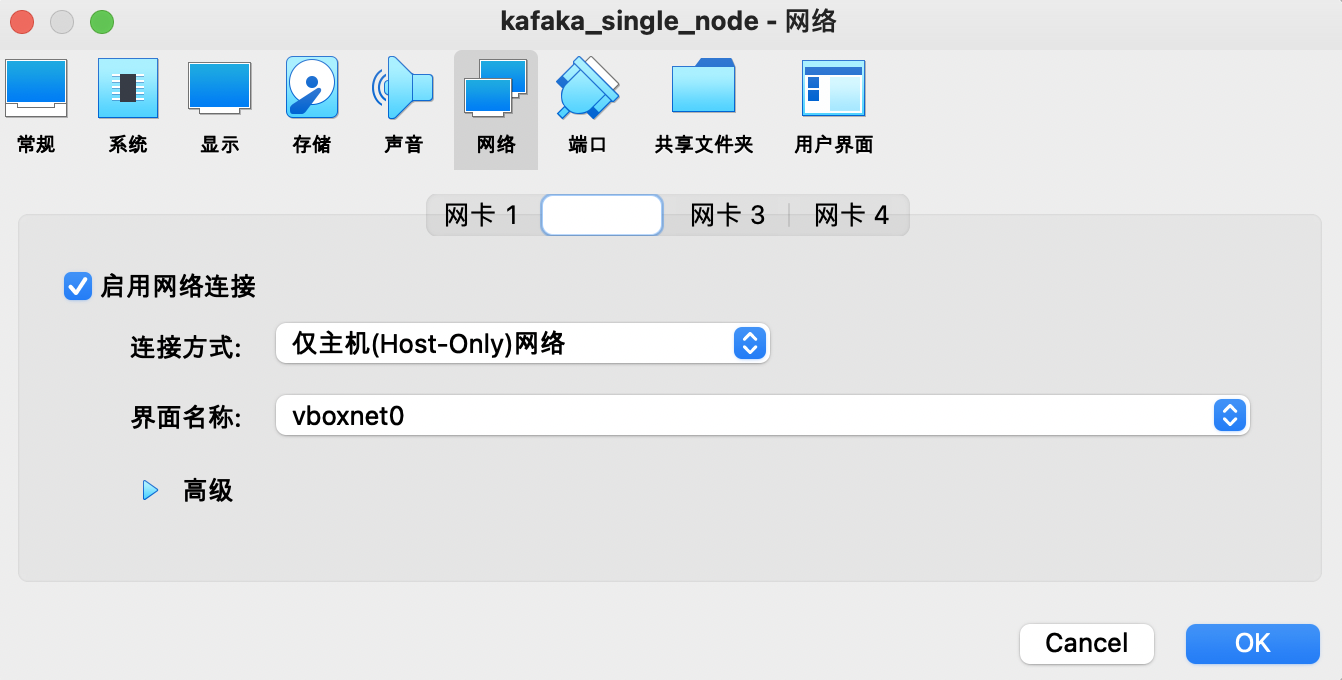 kafaka_single_node - 网络
常规 系统 显示 存储 声音 网络 端口 共享文件夹 用户界面
网卡 1 网卡 3 网卡 4
启用网络连接
连接方式: 仅主机(Host-Only)网络
界面名称: vboxnet0
高级
Cancel OK